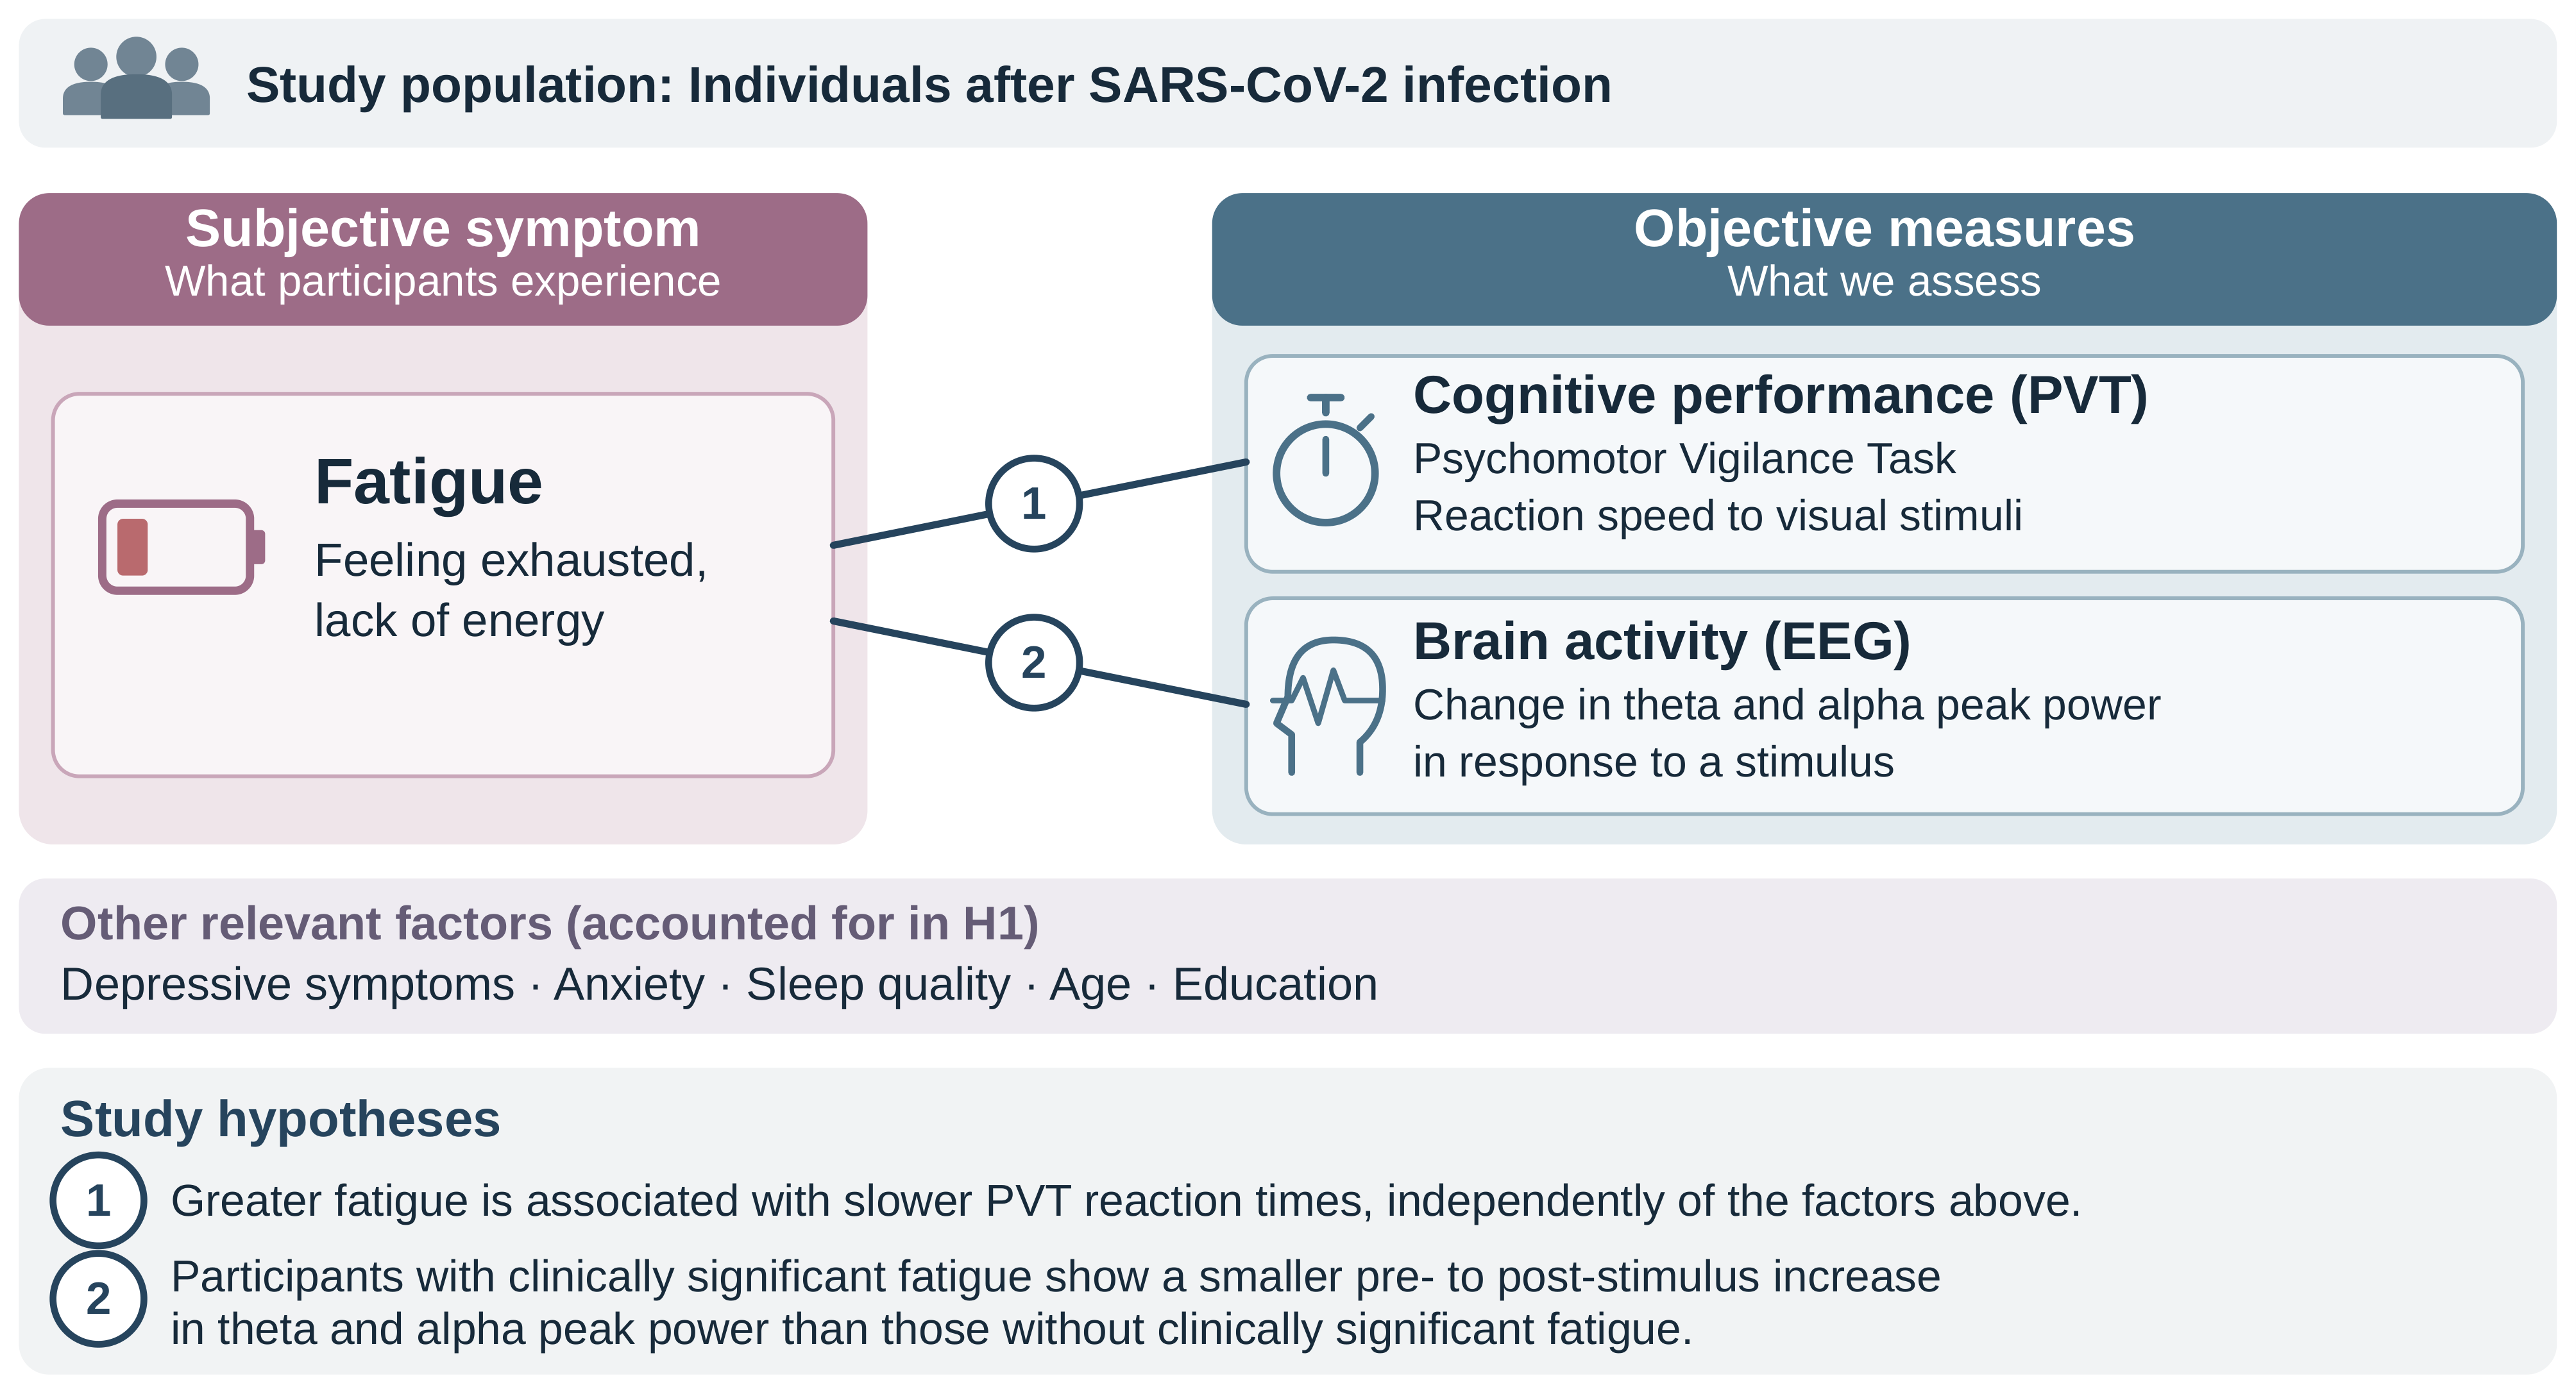 Study population: Individuals after SARS-CoV-2 infection
Subjective symptom
What participants experience
Fatigue
Feeling exhausted,
lack of energy
1
2
Objective measures
What we assess
Cognitive performance (PVT)
Psychomotor Vigilance Task
Reaction speed to visual stimuli
Brain activity (EEG)
Change in theta and alpha peak power
in response to a stimulus
Other relevant factors (accounted for in H1)
Depressive symptoms · Anxiety · Sleep quality · Age · Education
Study hypotheses
1 Greater fatigue is associated with slower PVT reaction times, independently of the factors above.
2 Participants with clinically significant fatigue show a smaller pre- to post-stimulus increase
in theta and alpha peak power than those without clinically significant fatigue.